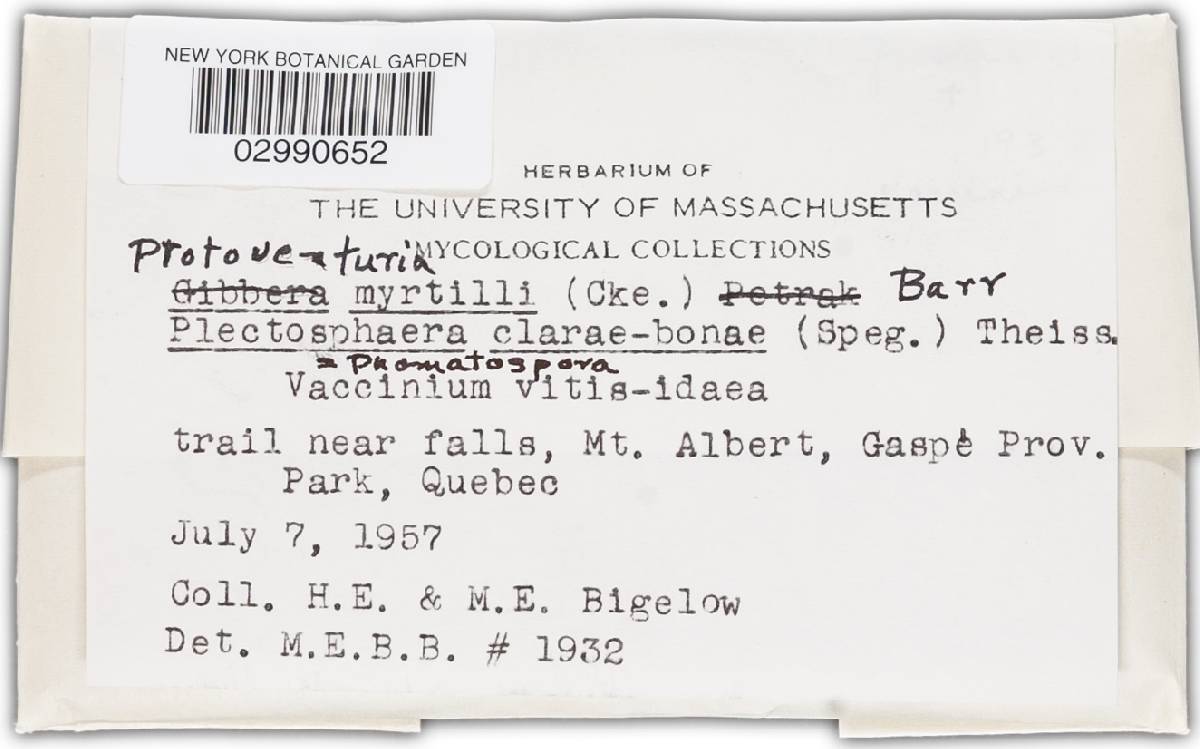 NEW YORK BOTANICAL GARDEN
02990652
HERBARIUM OF
THE UNIVERSITY OF MASSACHUSETTS
MYCOLOGICAL COLLECTIONS
Protoventuria
Gibbera myrtilli (Cke.) Petrak Barr
Plectosphaera clarae-bonae (Speg.) Theiss.
= Phomatospora
Vaccinium vitis-idaea
trail near falls, Mt. Albert, Gaspé Prov.
Park, Quebec
July 7, 1957
Coll. H.E. & M.E. Bigelow
Det. M.E.B.B. # 1932